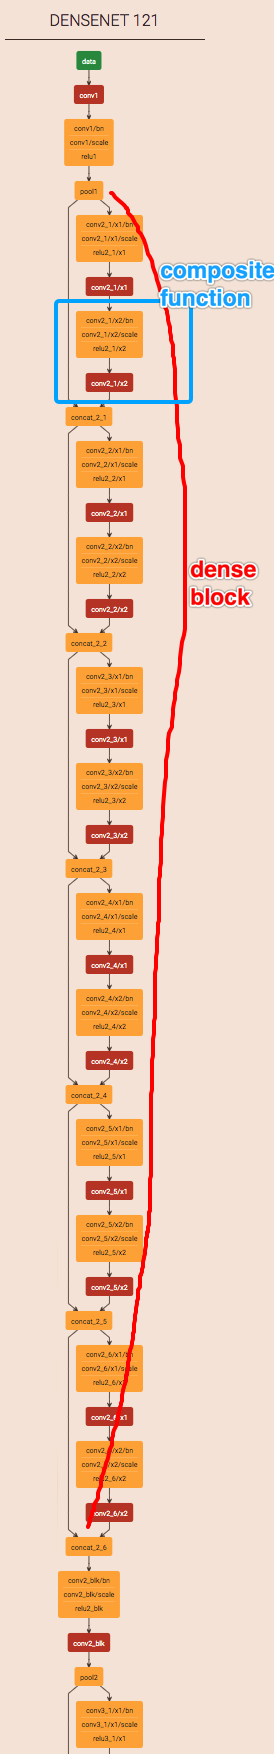 DENSENET 121
data
conv1
conv1/bn
conv1/scale
relu1
pool1
conv2_1/x1/bn
conv2_1/x1/scale
relu2_1/x1
composite
function
conv2_1/x1
conv2_1/x2/bn
conv2_1/x2/scale
relu2_1/x2
conv2_1/x2
concat_2_1
conv2_2/x1/bn
conv2_2/x1/scale
relu2_2/x1
conv2_2/x1
conv2_2/x2/bn
conv2_2/x2/scale
relu2_2/x2
dense
block
conv2_2/x2
concat_2_2
conv2_3/x1/bn
conv2_3/x1/scale
relu2_3/x1
conv2_3/x1
conv2_3/x2/bn
conv2_3/x2/scale
relu2_3/x2
conv2_3/x2
concat_2_3
conv2_4/x1/bn
conv2_4/x1/scale
relu2_4/x1
conv2_4/x1
conv2_4/x2/bn
conv2_4/x2/scale
relu2_4/x2
conv2_4/x2
concat_2_4
conv2_5/x1/bn
conv2_5/x1/scale
relu2_5/x1
conv2_5/x1
conv2_5/x2/bn
conv2_5/x2/scale
relu2_5/x2
conv2_5/x2
concat_2_5
conv2_6/x1/bn
conv2_6/x1/scale
relu2_6/x1
conv2_6/x1
conv2_6/x2/bn
conv2_6/x2/scale
relu2_6/x2
conv2_6/x2
concat_2_6
conv2_blk/bn
conv2_blk/scale
relu2_blk
conv2_blk
pool2
conv3_1/x1/bn
conv3_1/x1/scale
relu3_1/x1